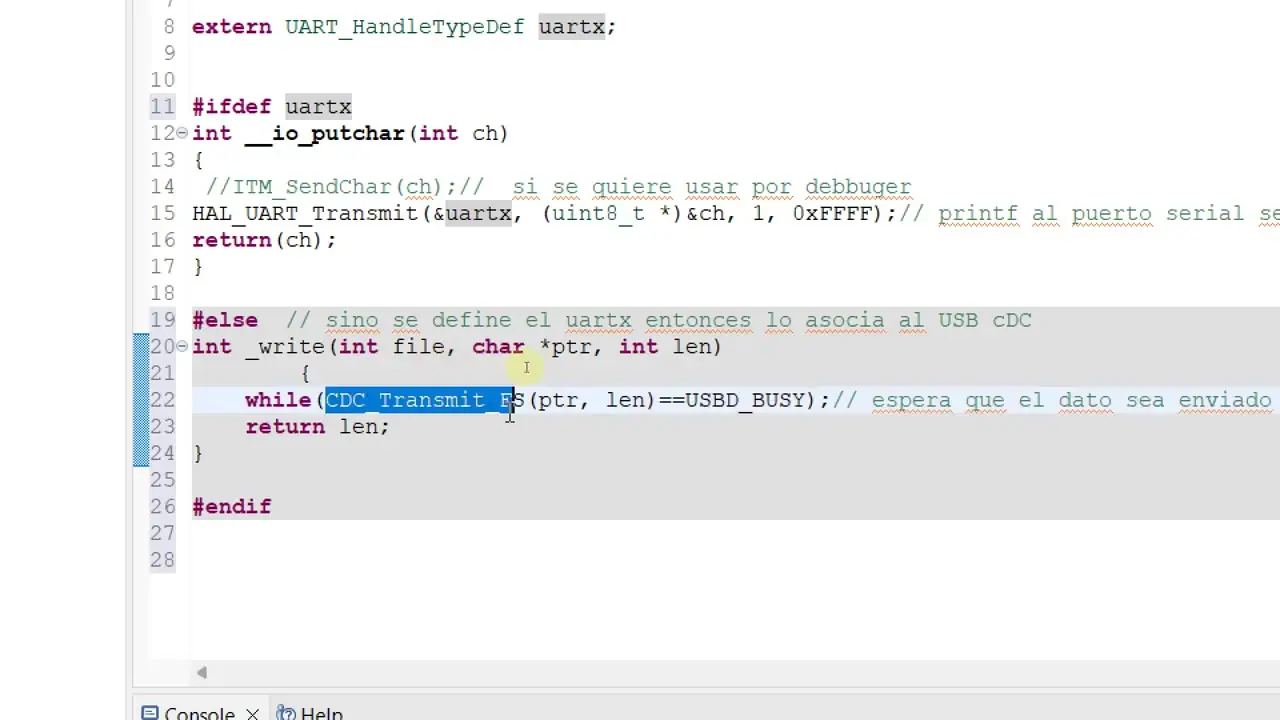 8 extern UART_HandleTypeDef uartx;
9
10
11 #ifdef uartx
12 int __io_putchar(int ch)
13 {
14 //ITM_SendChar(ch);// si se quiere usar por debbuger
15 HAL_UART_Transmit(&uartx, (uint8_t *)&ch, 1, 0xFFFF);// printf al puerto serial se
16 return(ch);
17 }
18
19 #else // sino se define el uartx entonces lo asocia al USB cDC
20 int _write(int file, char *ptr, int len)
21 {
22 while(CDC_Transmit_FS(ptr, len)==USBD_BUSY);// espera que el dato sea enviado
23 return len;
24 }
25
26 #endif
27
28
Console Help